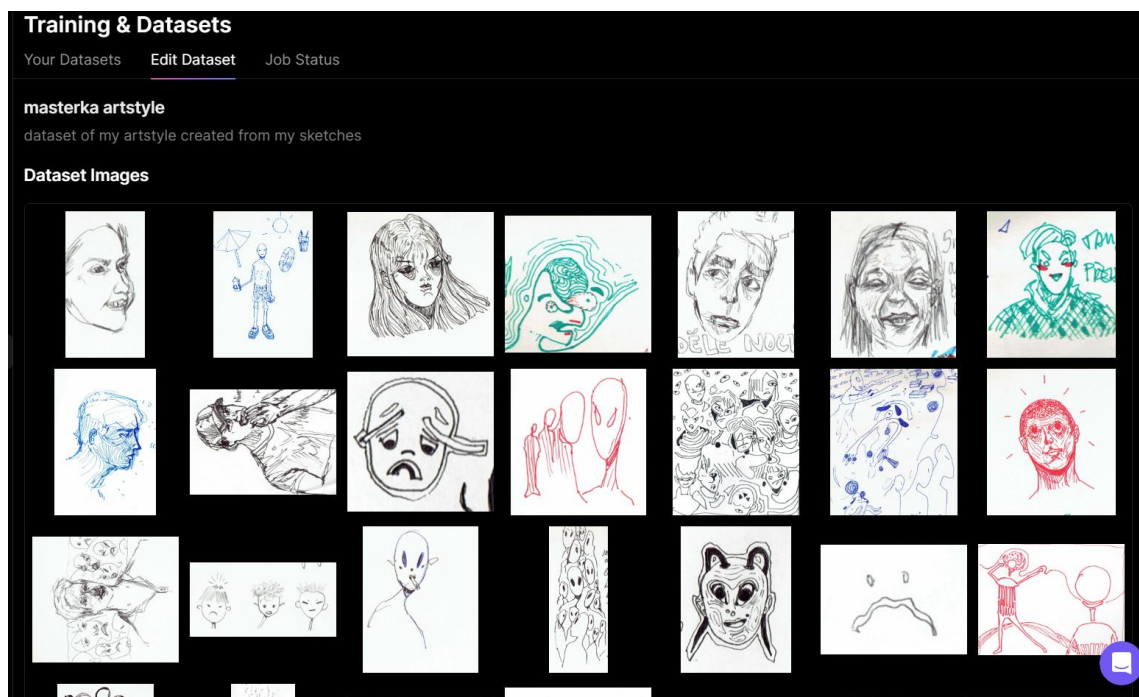 Training & Datasets
Your Datasets Edit Dataset Job Status
masterka artstyle
dataset of my artstyle created from my sketches
Dataset Images
DĚLE NOCI